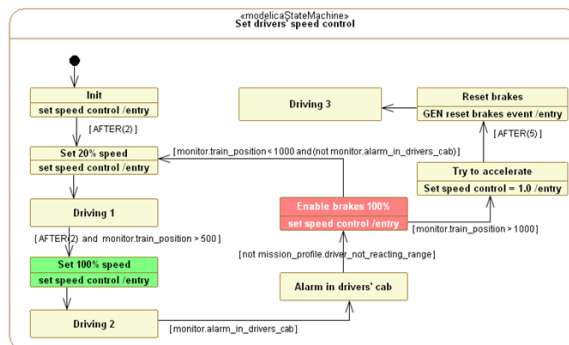 «modelicaStateMachine»
Set drivers' speed control
Init
set speed control /entry
[AFTER(2)]
Set 20% speed
set speed control /entry
Driving 1
[AFTER(2) and monitor.train_position > 500]
Set 100% speed
set speed control /entry
Driving 2
[monitor.alarm_in_drivers_cab]
Alarm in drivers' cab
[not mission_profile.driver_not_reacting_range]
Enable brakes 100%
set speed control /entry
[monitor.train_position < 1000 and (not monitor.alarm_in_drivers_cab)]
[monitor.train_position > 1000]
Try to accelerate
Set speed control = 1.0 /entry
[AFTER(5)]
Reset brakes
GEN reset brakes event /entry
Driving 3